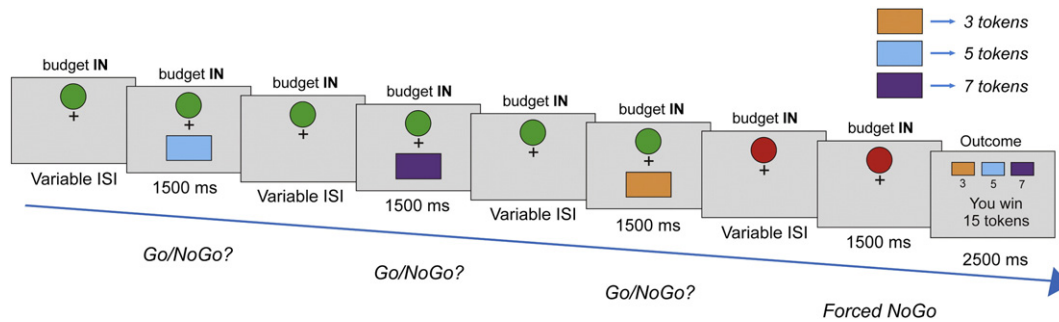 3 tokens
5 tokens
7 tokens
budget IN
budget IN
budget IN
budget IN
budget IN
budget IN
budget IN
budget IN
Outcome
3 5 7
You win
15 tokens
Variable ISI
1500 ms
Variable ISI
1500 ms
Variable ISI
1500 ms
Variable ISI
1500 ms
2500 ms
Go/NoGo?
Go/NoGo?
Go/NoGo?
Forced NoGo